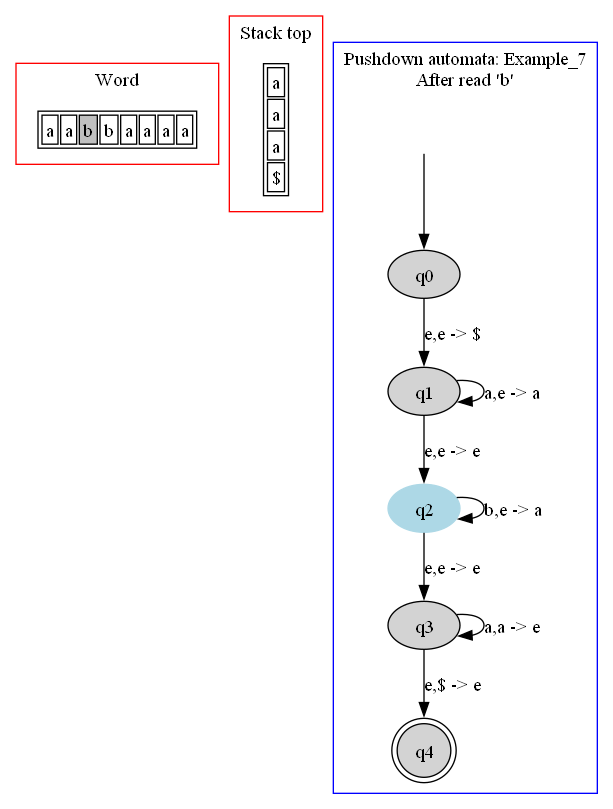 Word
a a b b a a a a
Stack top
a
a
a
$
Pushdown automata: Example_7
After read 'b'
q0
e,e -> $
q1
a,e -> a
e,e -> e
q2
b,e -> a
e,e -> e
q3
a,a -> e
e,$ -> e
q4